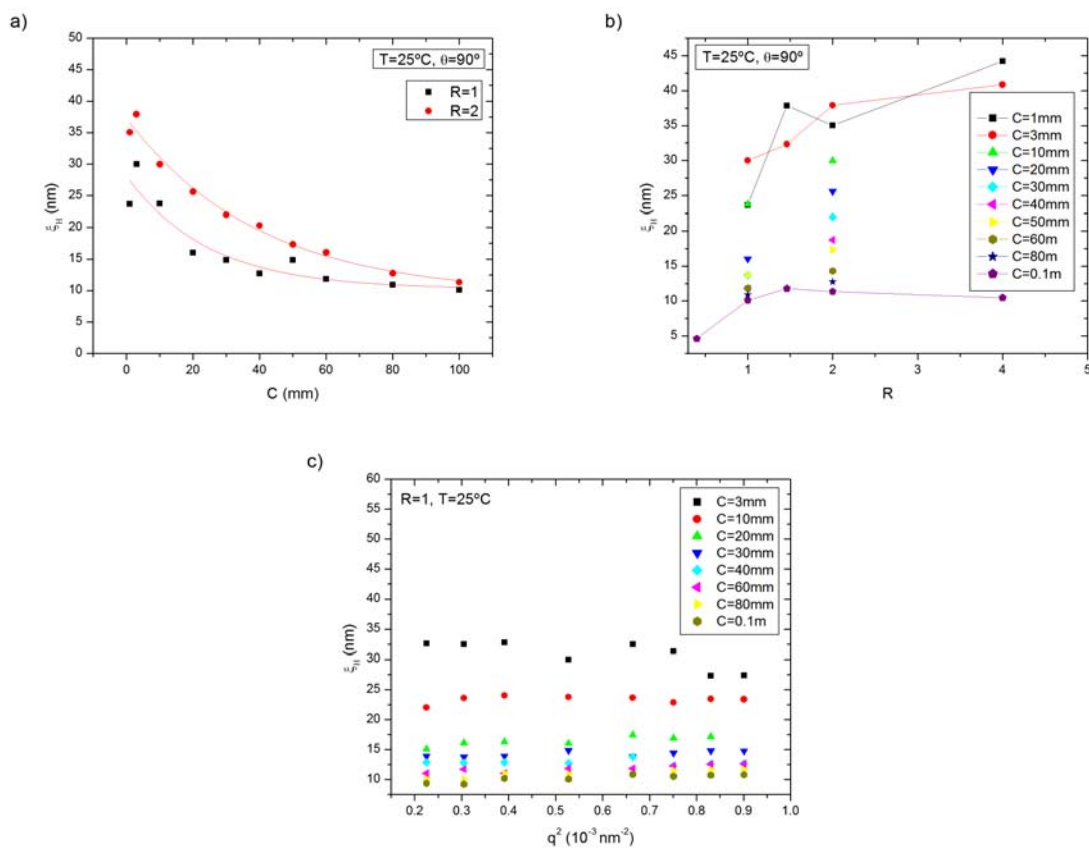 a)
50
45
40
35
30
25
20
15
10
5
0
0
20
40
60
80
100
ξH (nm)
C (mm)
T=25ºC, θ=90º
R=1
R=2
b)
45
40
35
30
25
20
15
10
5
1
2
3
4
5
ξH (nm)
R
T=25ºC, θ=90º
C=1mm
C=3mm
C=10mm
C=20mm
C=30mm
C=40mm
C=50mm
C=60m
C=80m
C=0.1m
c)
60
55
50
45
40
35
30
25
20
15
10
0.2
0.3
0.4
0.5
0.6
0.7
0.8
0.9
1.0
ξH (nm)
q² (10⁻³ nm⁻²)
R=1, T=25ºC
C=3mm
C=10mm
C=20mm
C=30mm
C=40mm
C=60mm
C=80mm
C=0.1m